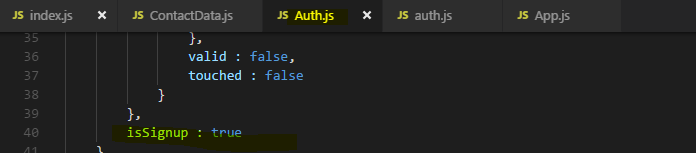 JS index.js × JS ContactData.js JS Auth.js × JS auth.js JS App.js
35 },
36 valid : false,
37 touched : false
38 }
39 },
40 isSignup : true
41 }